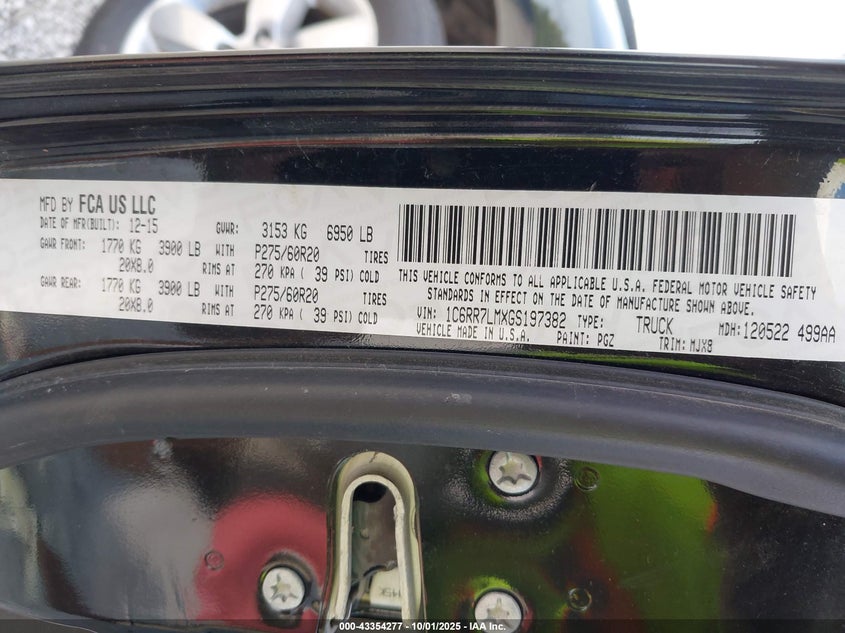 MFD BY FCA US LLC
DATE OF MFR(BUILT): 12-15 GVWR: 3153 KG 6950 LB
GAWR FRONT: 1770 KG 3900 LB WITH P275/60R20 TIRES
20X8.0 RIMS AT 270 KPA ( 39 PSI) COLD
GAWR REAR: 1770 KG 3900 LB WITH P275/60R20 TIRES
20X8.0 RIMS AT 270 KPA ( 39 PSI) COLD
THIS VEHICLE CONFORMS TO ALL APPLICABLE U.S.A. FEDERAL MOTOR VEHICLE SAFETY
STANDARDS IN EFFECT ON THE DATE OF MANUFACTURE SHOWN ABOVE.
VIN: 1C6RR7LMXGS197382 TYPE: TRUCK MDH: 120522 499AA
VEHICLE MADE IN U.S.A. PAINT: PGZ TRIM: MJX8
000-43354277 - 10/01/2025 - IAA Inc.